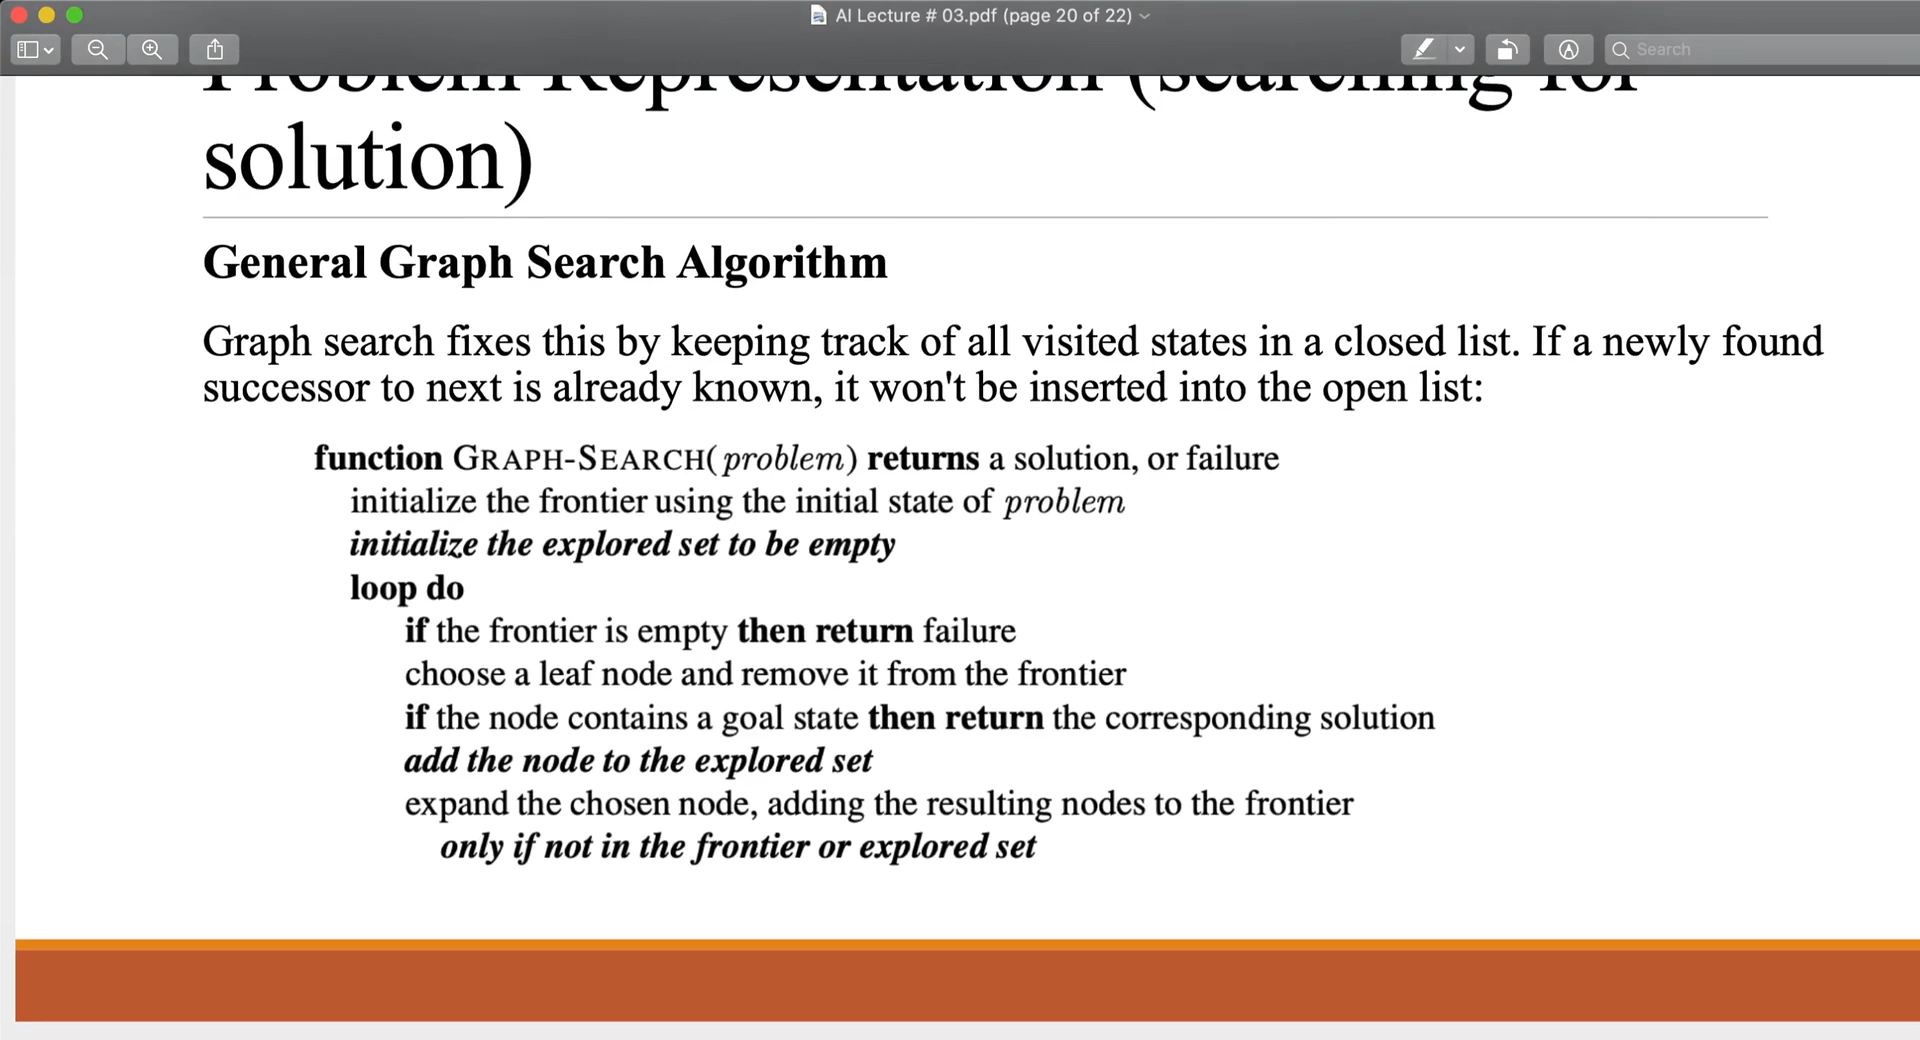 AI Lecture # 03.pdf (page 20 of 22)
Search
Problem Representation (searching for
solution)
General Graph Search Algorithm
Graph search fixes this by keeping track of all visited states in a closed list. If a newly found
successor to next is already known, it won't be inserted into the open list:
function GRAPH-SEARCH(problem) returns a solution, or failure
initialize the frontier using the initial state of problem
initialize the explored set to be empty
loop do
if the frontier is empty then return failure
choose a leaf node and remove it from the frontier
if the node contains a goal state then return the corresponding solution
add the node to the explored set
expand the chosen node, adding the resulting nodes to the frontier
only if not in the frontier or explored set